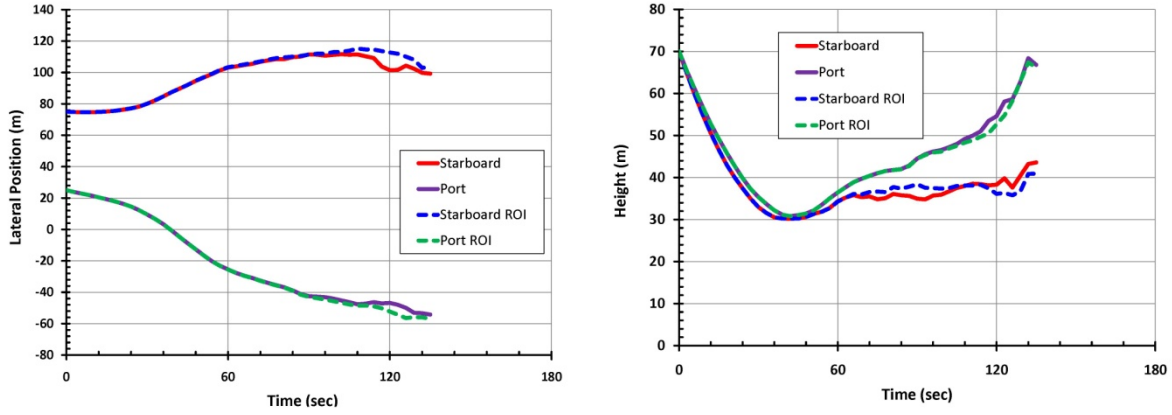 140
120
100
80
60
40
20
0
-20
-40
-60
-80
Lateral Position (m)
Starboard
Port
Starboard ROI
Port ROI
0
60
120
180
Time (sec)
80
70
60
50
40
30
20
10
0
Height (m)
Starboard
Port
Starboard ROI
Port ROI
0
60
120
180
Time (sec)